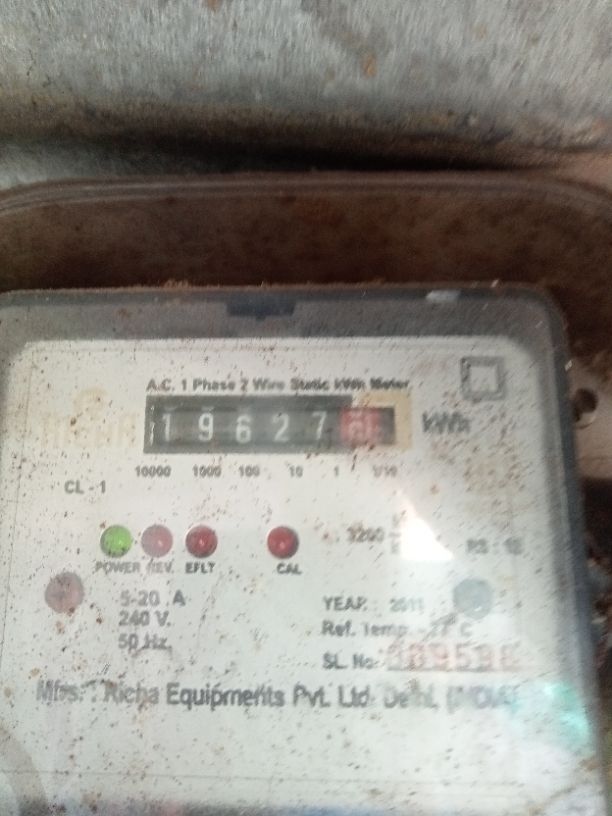 A.C. 1 Phase 2 Wire Static kWh Meter
19627 kWh
10000 1000 100 10 1 1/10
CL - 1
3200
POWER REV. EFLT CAL
5-20 .A
240 V.
50 Hz.
YEAR : 2011
Ref. Temp. 27°C
SL. No.
Mfrs. : Richa Equipments Pvt. Ltd. Delhi, (INDIA)